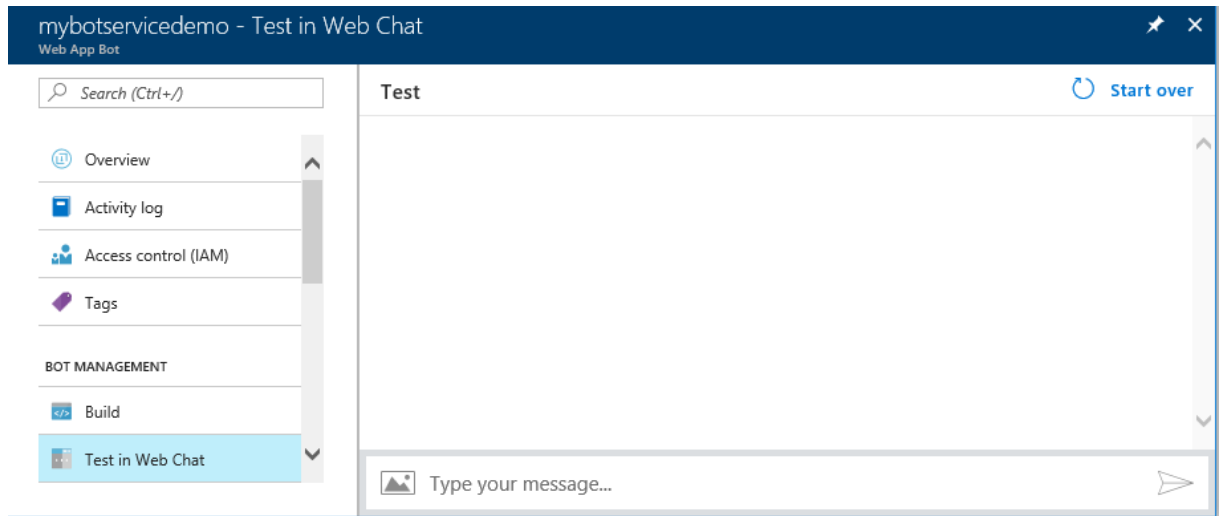 mybotservicedemo - Test in Web Chat
Web App Bot
Search (Ctrl+/)
Overview
Activity log
Access control (IAM)
Tags
BOT MANAGEMENT
Build
Test in Web Chat
Test
Start over
Type your message...